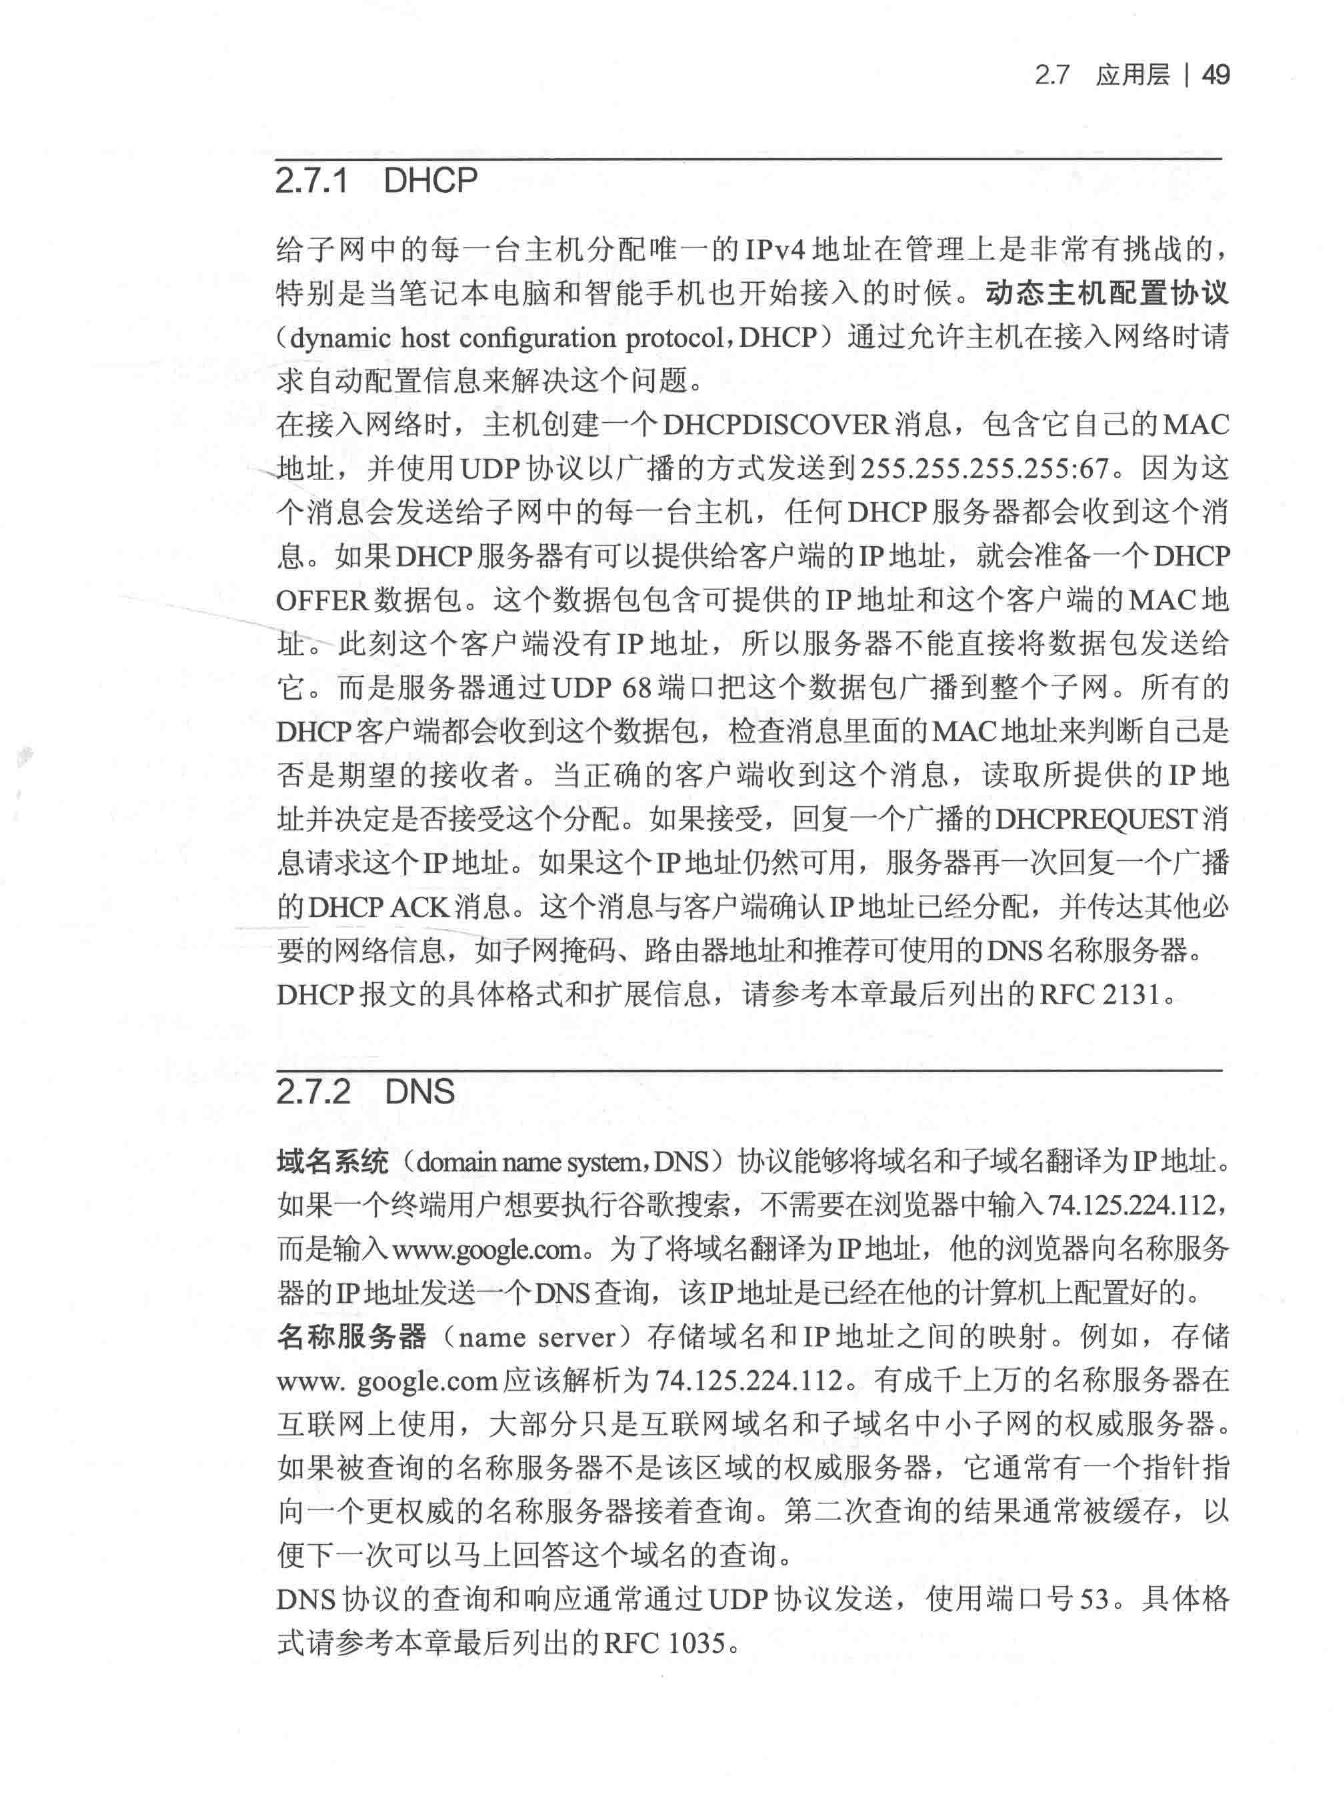 2.7 应用层 | 49
2.7.1 DHCP
给子网中的每一台主机分配唯一的IPv4地址在管理上是非常有挑战的，
特别是当笔记本电脑和智能手机也开始接入的时候。动态主机配置协议
（dynamic host configuration protocol，DHCP）通过允许主机在接入网络时请
求自动配置信息来解决这个问题。
在接入网络时，主机创建一个DHCPDISCOVER消息，包含它自己的MAC
地址，并使用UDP协议以广播的方式发送到255.255.255.255:67。因为这
个消息会发送给子网中的每一台主机，任何DHCP服务器都会收到这个消
息。如果DHCP服务器有可以提供给客户端的IP地址，就会准备一个DHCP
OFFER数据包。这个数据包包含可提供的IP地址和这个客户端的MAC地
址。此刻这个客户端没有IP地址，所以服务器不能直接将数据包发送给
它。而是服务器通过UDP 68端口把这个数据包广播到整个子网。所有的
DHCP客户端都会收到这个数据包，检查消息里面的MAC地址来判断自己是
否是期望的接收者。当正确的客户端收到这个消息，读取所提供的IP地
址并决定是否接受这个分配。如果接受，回复一个广播的DHCPREQUEST消
息请求这个IP地址。如果这个IP地址仍然可用，服务器再一次回复一个广播
的DHCP ACK消息。这个消息与客户端确认IP地址已经分配，并传达其他必
要的网络信息，如子网掩码、路由器地址和推荐可使用的DNS名称服务器。
DHCP报文的具体格式和扩展信息，请参考本章最后列出的RFC 2131。
2.7.2 DNS
域名系统（domain name system，DNS）协议能够将域名和子域名翻译为IP地址。
如果一个终端用户想要执行谷歌搜索，不需要在浏览器中输入74.125.224.112，
而是输入www.google.com。为了将域名翻译为IP地址，他的浏览器向名称服务
器的IP地址发送一个DNS查询，该IP地址是已经在他的计算机上配置好的。
名称服务器（name server）存储域名和IP地址之间的映射。例如，存储
www. google.com应该解析为74.125.224.112。有成千上万的名称服务器在
互联网上使用，大部分只是互联网域名和子域名中小子网的权威服务器。
如果被查询的名称服务器不是该区域的权威服务器，它通常有一个指针指
向一个更权威的名称服务器接着查询。第二次查询的结果通常被缓存，以
便下一次可以马上回答这个域名的查询。
DNS协议的查询和响应通常通过UDP协议发送，使用端口号53。具体格
式请参考本章最后列出的RFC 1035。